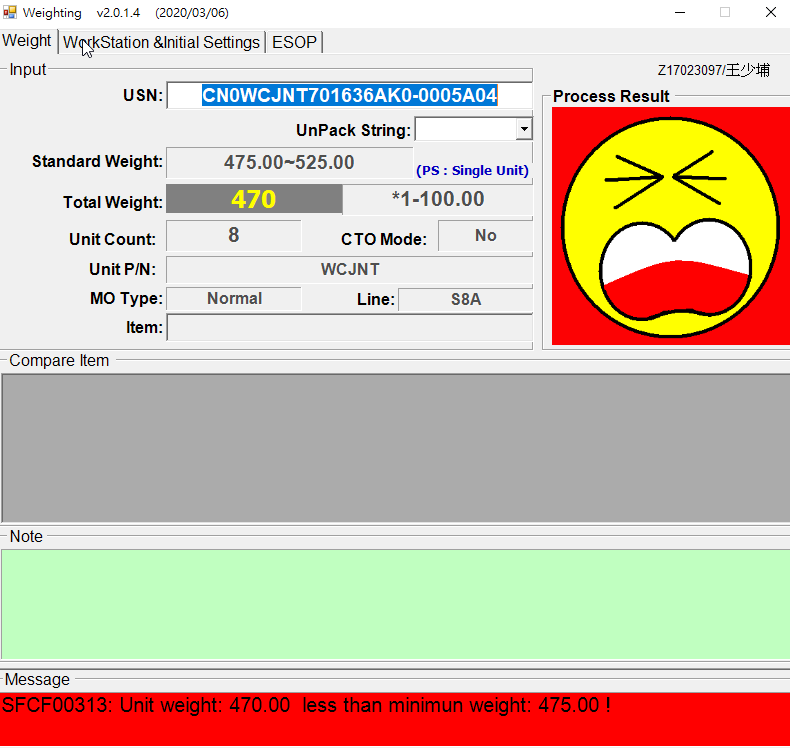 Weighting v2.0.1.4 (2020/03/06)
Weight WorkStation &Initial Settings ESOP
Input
Z17023097/王少埔
USN: CN0WCJNT701636AK0-0005A04
Process Result
UnPack String:
Standard Weight: 475.00~525.00 (PS : Single Unit)
Total Weight: 470 *1-100.00
Unit Count: 8 CTO Mode: No
Unit P/N: WCJNT
MO Type: Normal Line: S8A
Item:
Compare Item
Note
Message
SFCF00313: Unit weight: 470.00 less than minimun weight: 475.00 !